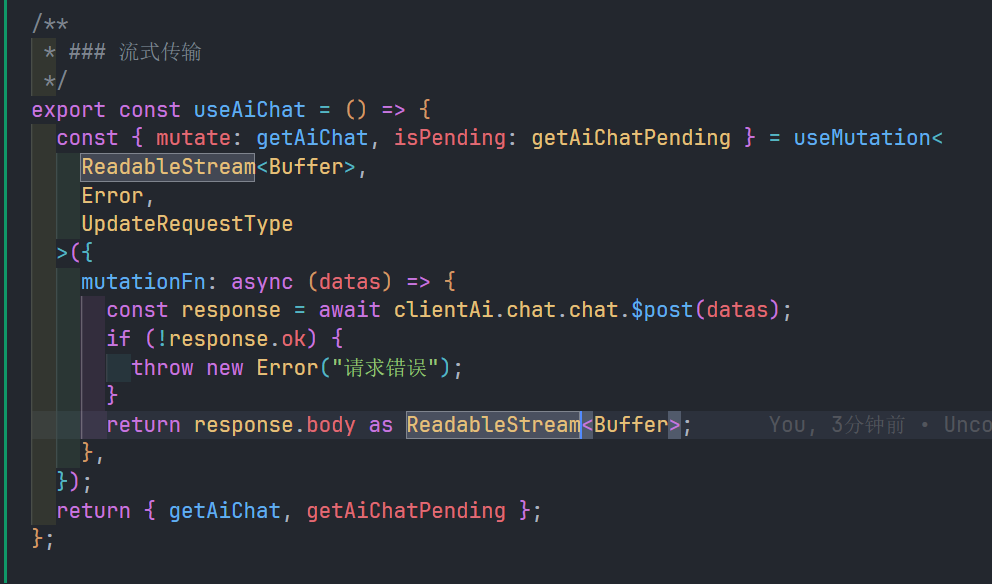 /**
 * ### 流式传输
 */
export const useAiChat = () => {
  const { mutate: getAiChat, isPending: getAiChatPending } = useMutation<
    ReadableStream<Buffer>,
    Error,
    UpdateRequestType
  >({
    mutationFn: async (datas) => {
      const response = await clientAi.chat.chat.$post(datas);
      if (!response.ok) {
        throw new Error("请求错误");
      }
      return response.body as ReadableStream<Buffer>;      You, 3分钟前 • Unco
    },
  });
  return { getAiChat, getAiChatPending };
};